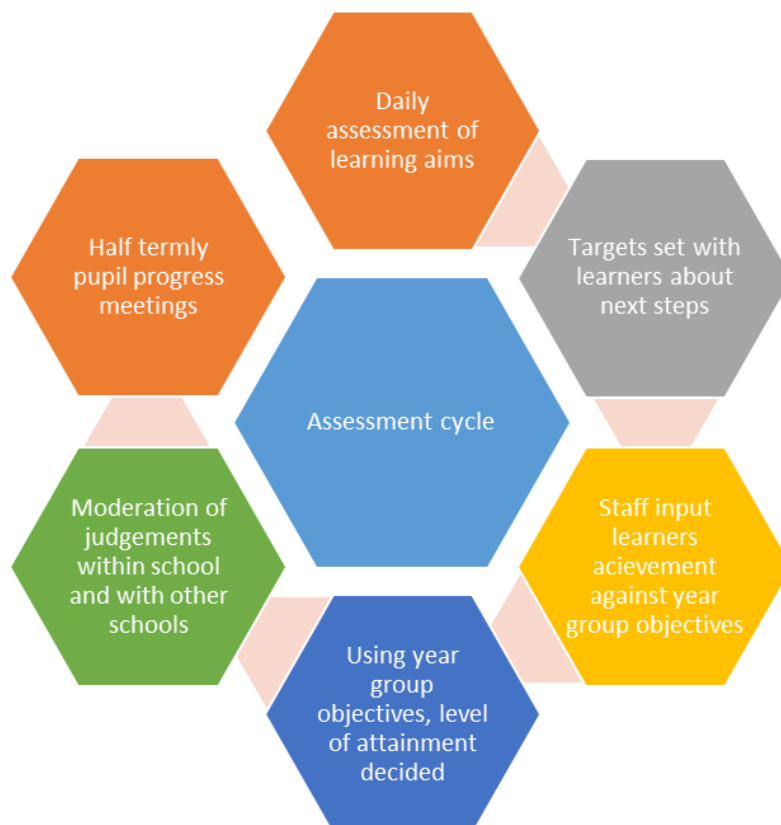 Daily
assessment of
learning aims
Targets set with
learners about
next steps
Staff input
learners
acievement
against year
group objectives
Using year
group
objectives, level
of attainment
decided
Moderation of
judgements
within school
and with other
schools
Half termly
pupil progress
meetings
Assessment cycle